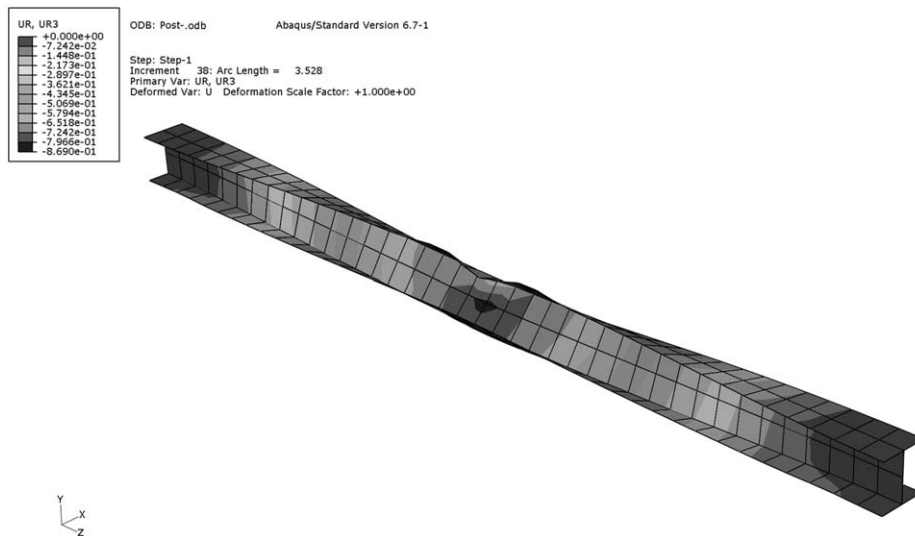 UR, UR3
+0.000e+00
-7.242e-02
-1.448e-01
-2.173e-01
-2.897e-01
-3.621e-01
-4.345e-01
-5.069e-01
-5.794e-01
-6.518e-01
-7.242e-01
-7.966e-01
-8.690e-01
ODB: Post-.odb Abaqus/Standard Version 6.7-1
Step: Step-1
Increment 38: Arc Length = 3.528
Primary Var: UR, UR3
Deformed Var: U Deformation Scale Factor: +1.000e+00
Y
X
Z